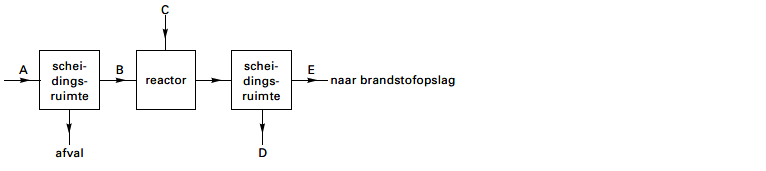 C
A
schei-
dings-
ruimte
B
reactor
schei-
dings-
ruimte
E
naar brandstofopslag
afval
D